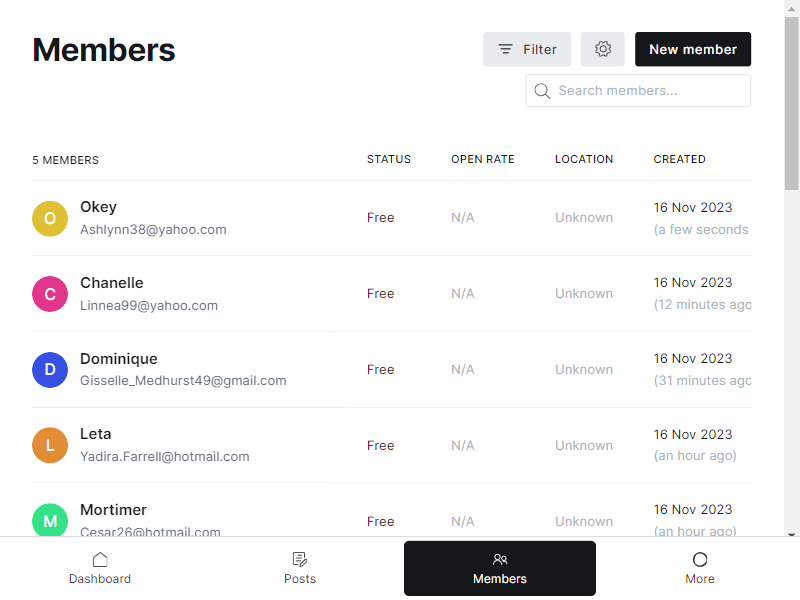 Members
Filter
New member
Search members...
5 MEMBERS STATUS OPEN RATE LOCATION CREATED
O Okey Free N/A Unknown 16 Nov 2023
Ashlynn38@yahoo.com (a few seconds
C Chanelle Free N/A Unknown 16 Nov 2023
Linnea99@yahoo.com (12 minutes ago
D Dominique Free N/A Unknown 16 Nov 2023
Gisselle_Medhurst49@gmail.com (31 minutes ago
L Leta Free N/A Unknown 16 Nov 2023
Yadira.Farrell@hotmail.com (an hour ago)
M Mortimer Free N/A Unknown 16 Nov 2023
Cesar26@hotmail.com (an hour ago)
Dashboard Posts Members More